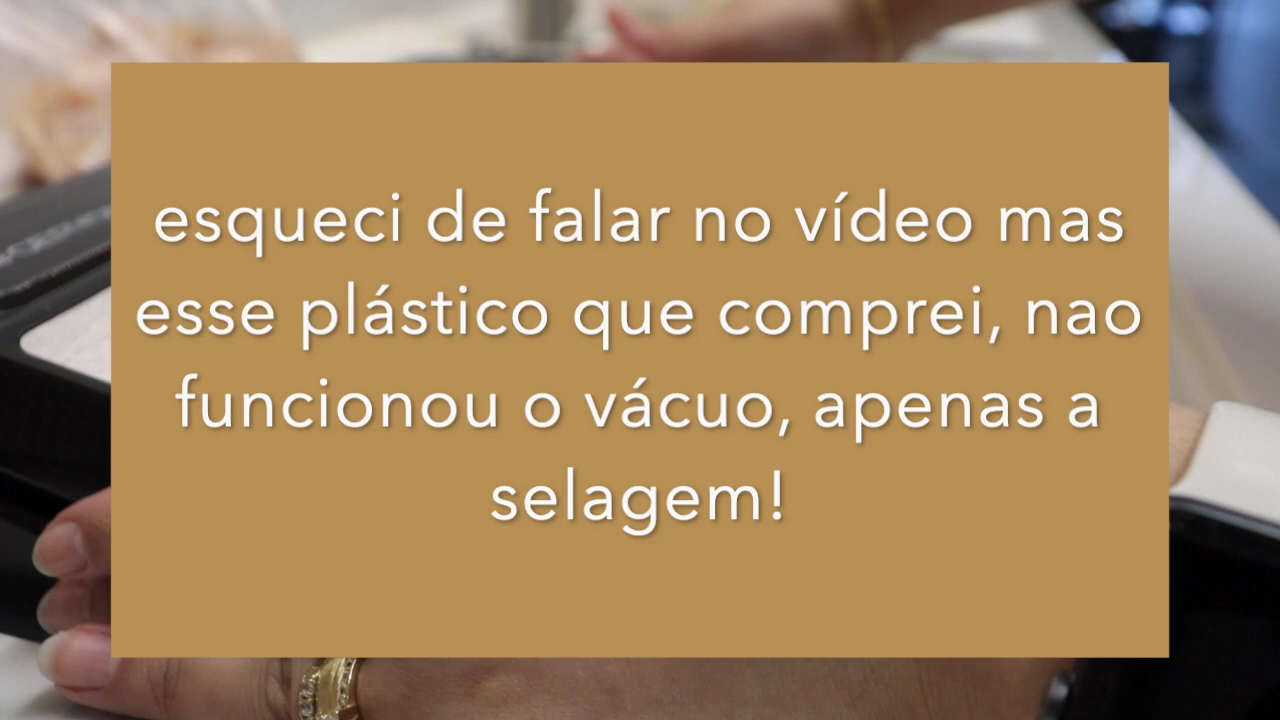 esqueci de falar no vídeo mas
esse plástico que comprei, nao
funcionou o vácuo, apenas a
selagem!